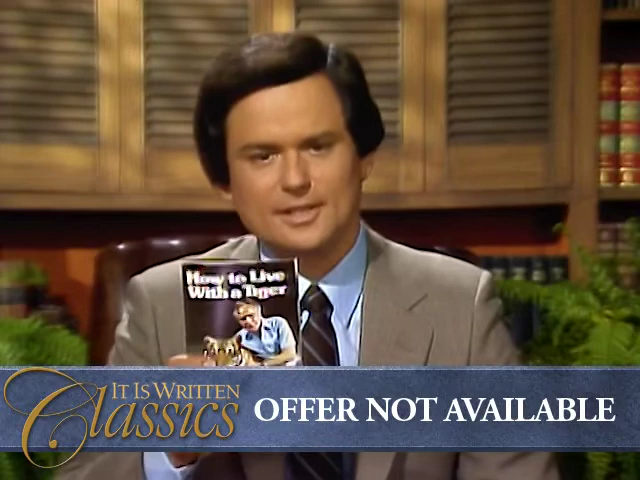 How to Live
With a Tiger
IT IS WRITTEN
Classics
OFFER NOT AVAILABLE